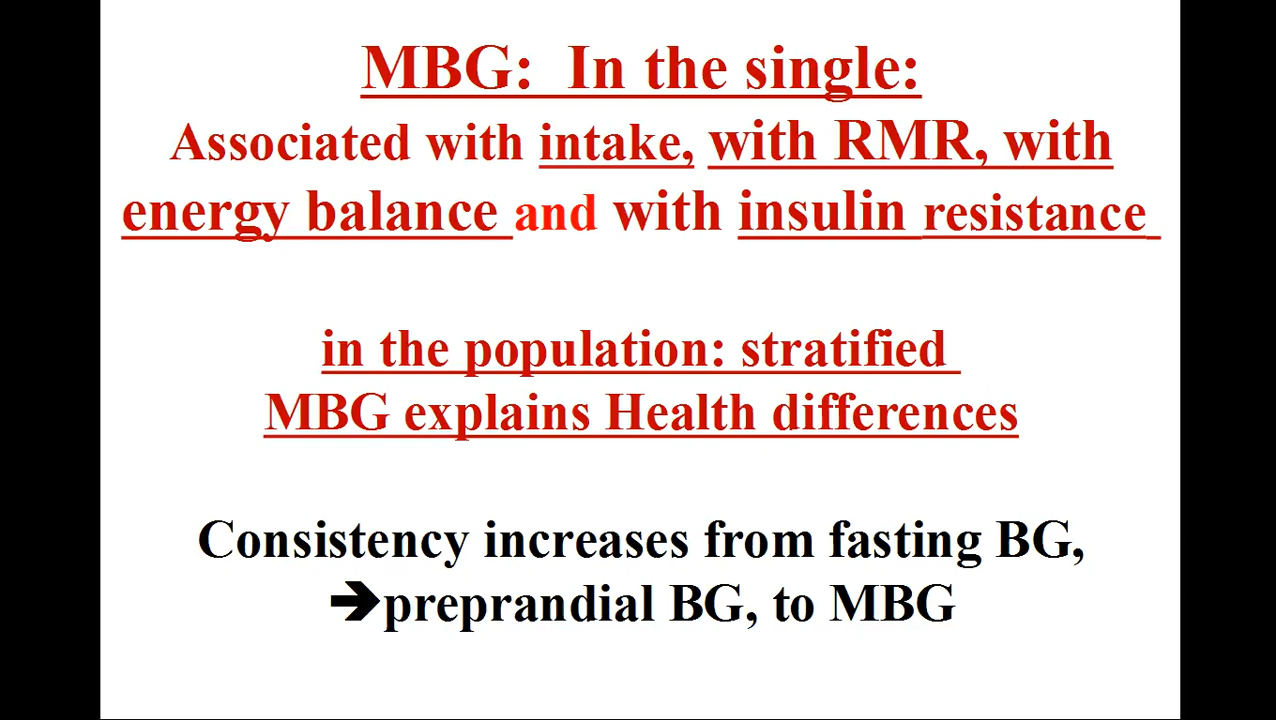 MBG:  In the single:
Associated with intake, with RMR, with
energy balance and with insulin resistance
in the population: stratified
MBG explains Health differences
Consistency increases from fasting BG,
➔preprandial BG, to MBG